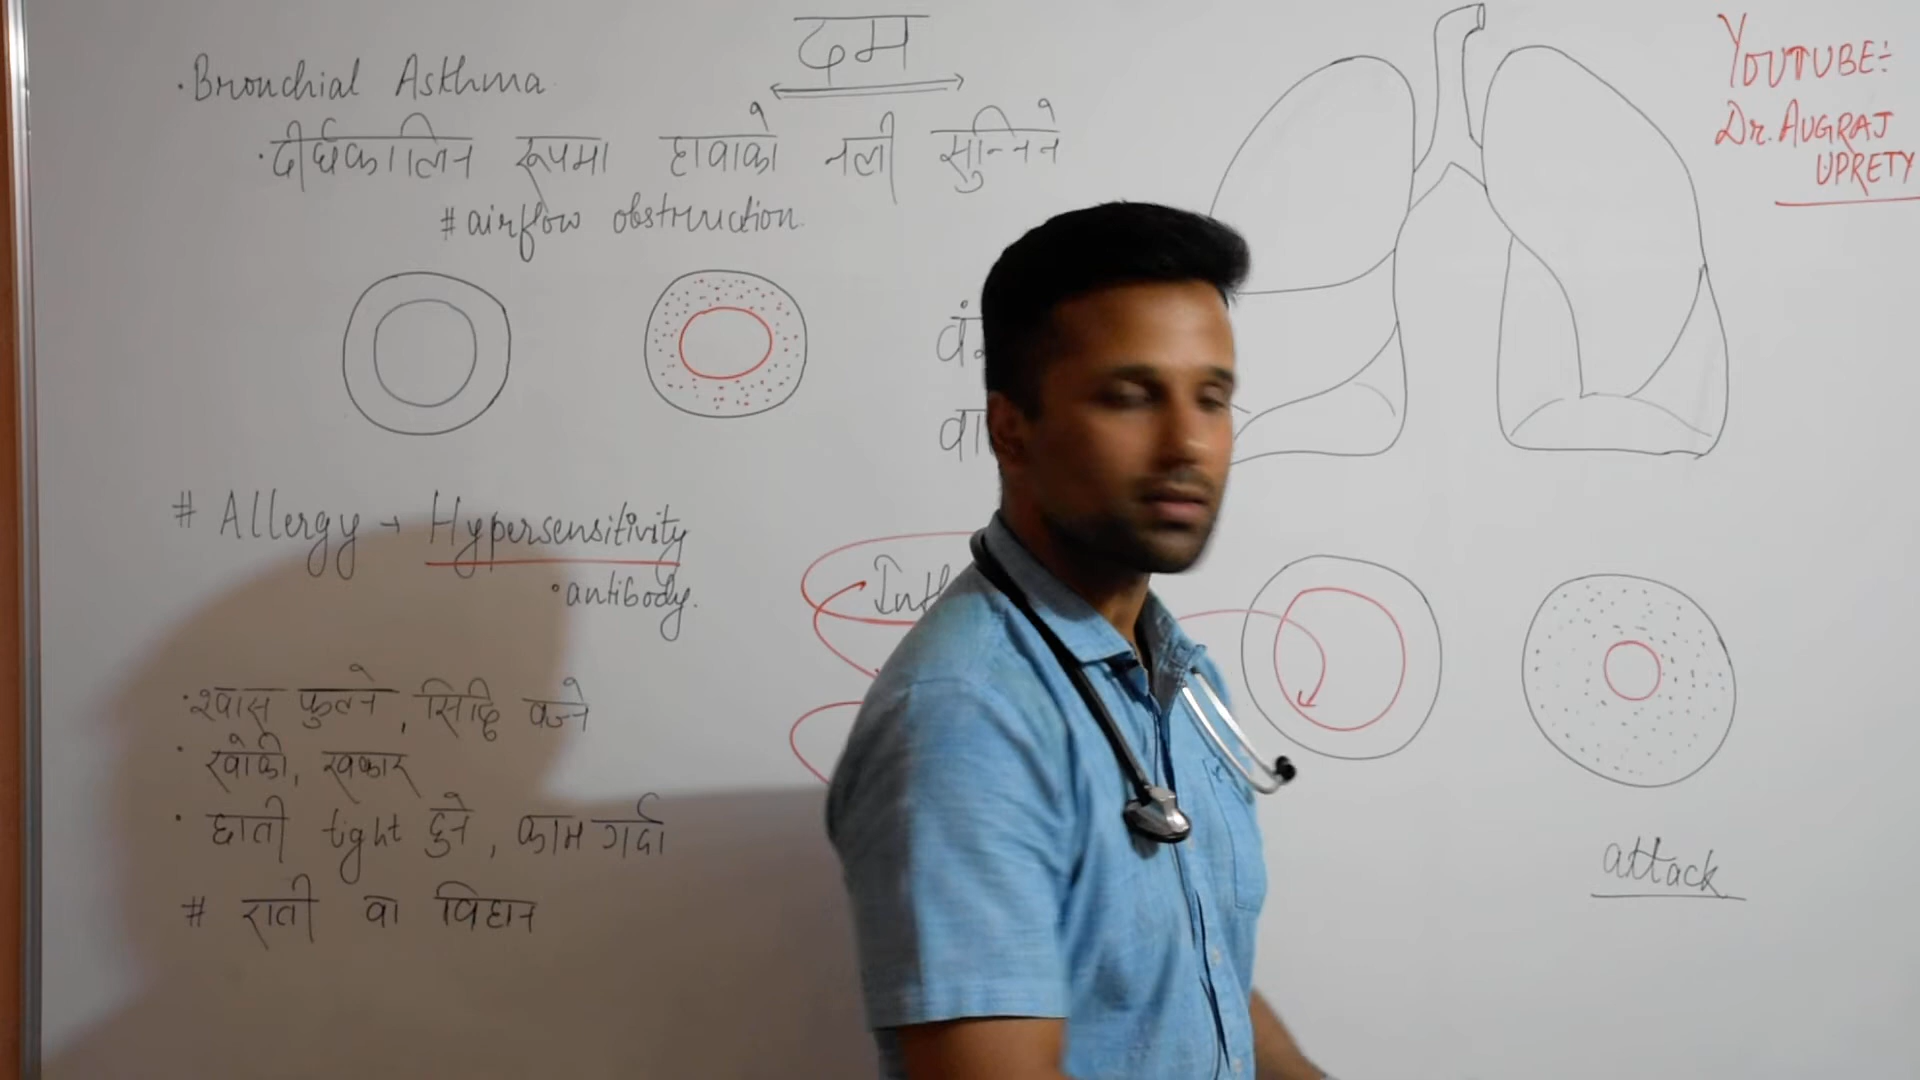 दम
• Bronchial Asthma
• दीर्घकालिन रूपमा हावाको नली सुन्निने
# airflow obstruction
# Allergy → Hypersensitivity
• antibody.
• श्वास फुल्ने, सिठ्ठि बज्ने
• खोकी, खकार
• छाती tight हुने, काम गर्दा
# राती वा विहान
YOUTUBE:-
Dr. AUGRAJ
UPRETY
attack